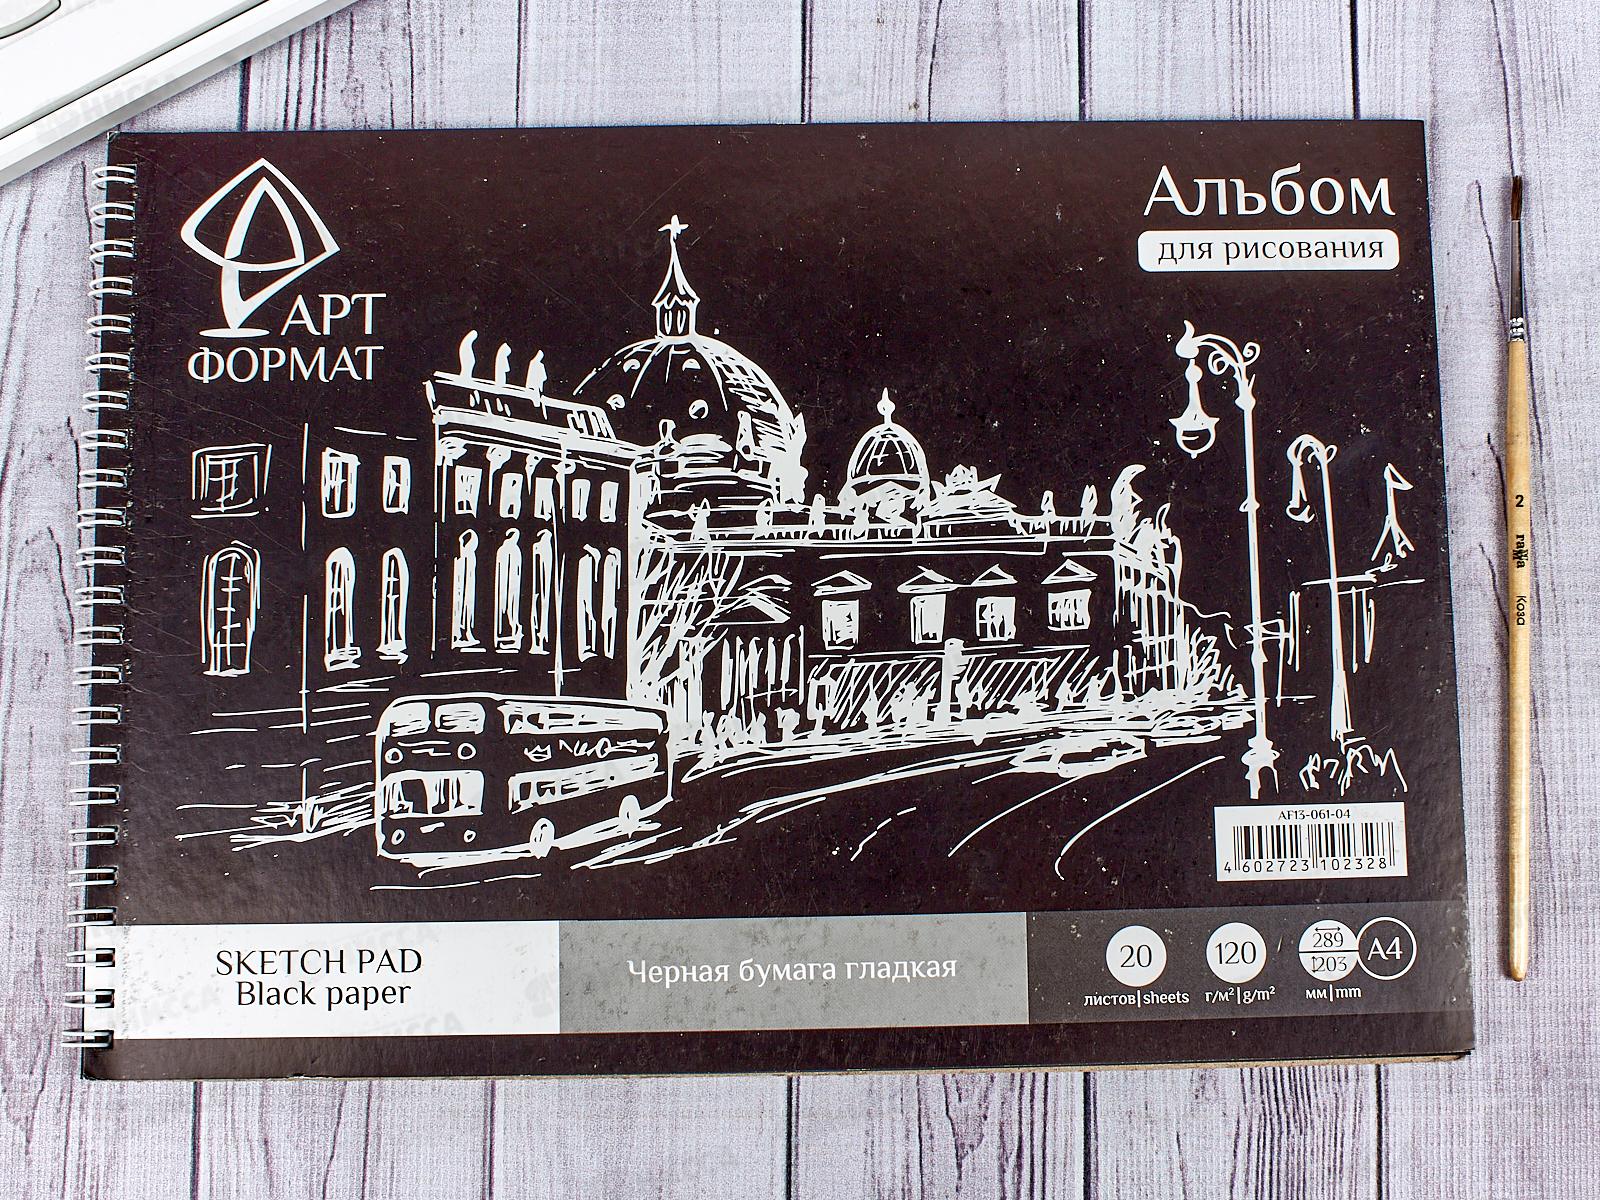 АРТ
ФОРМАТ
Альбом
для рисования
AF13-061-04
4 602723 102328
SKETCH PAD
Black paper
Черная бумага гладкая
20
листов|sheets
120
г/м²|g/m²
289
203
мм|mm
A4
2
Коза